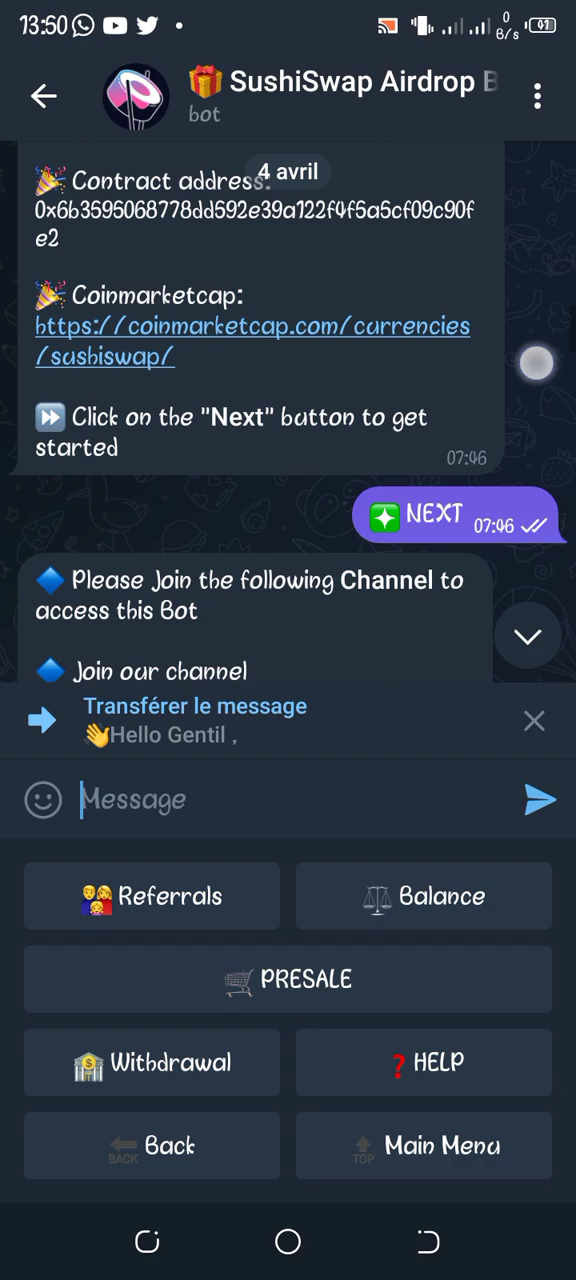 13:50
0
B/s
47
🎁 SushiSwap Airdrop B
bot
4 avril
🎉 Contract address:
0x6b3595068778dd592e39a122f4f5a5cf09c90f
e2
🎉 Coinmarketcap:
https://coinmarketcap.com/currencies
/sushiswap/
⏩ Click on the "Next" button to get
started
07:46
❇️ NEXT 07:46
🔷 Please Join the following Channel to
access this Bot
🔷 Join our channel
Transférer le message
👋Hello Gentil ,
Message
👨‍👩‍👧 Referrals
⚖️ Balance
🛒 PRESALE
🏦 Withdrawal
❓ HELP
🔙 Back
🔝 Main Menu